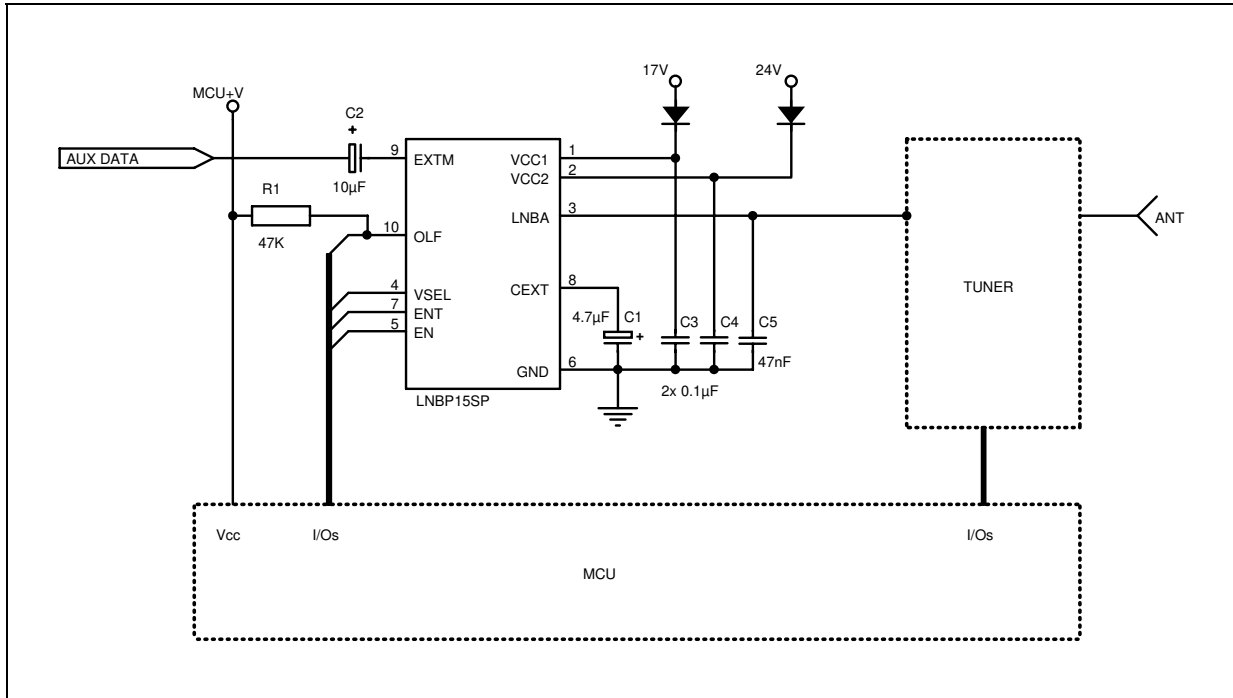 17V
24V
MCU+V
C2
+
AUX DATA
9
EXTM
VCC1
1
10µF
VCC2
2
R1
LNBA
3
47K
10
OLF
ANT
4
VSEL
CEXT
8
TUNER
7
ENT
4.7µF
C1
+
C3
C4
C5
5
EN
47nF
GND
6
2x 0.1µF
LNBP15SP
Vcc
I/Os
I/Os
MCU